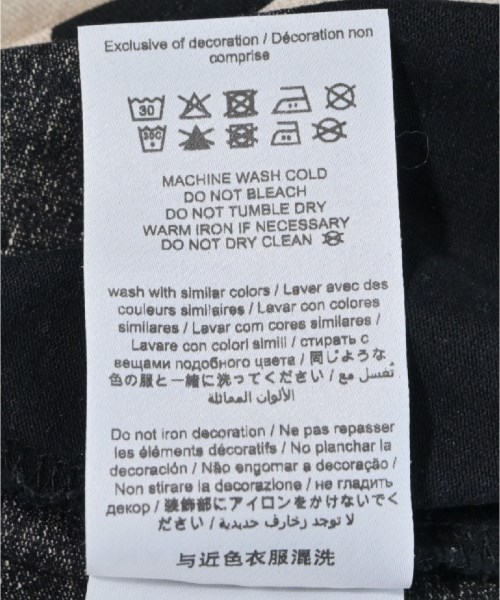 Exclusive of decoration / Décoration non
comprise
30
30C
MACHINE WASH COLD
DO NOT BLEACH
DO NOT TUMBLE DRY
WARM IRON IF NECESSARY
DO NOT DRY CLEAN
wash with similar colors / Laver avec des
couleurs similaires / Lavar con colores
similares / Lavar com cores similares /
Lavare con colori simili / стирать с
вещами подобного цвета / 同じような
色の服と一緒に洗ってください / تُغسل مع
الألوان المماثلة
Do not iron decoration / Ne pas repasser
les éléments décoratifs / No planchar la
decoración / Não engomar a decoração /
Non stirare la decorazione / не гладить
декор / 装飾部にアイロンをかけないでく
ださい / لا توجد زخارف حديدية
与近色衣服混洗